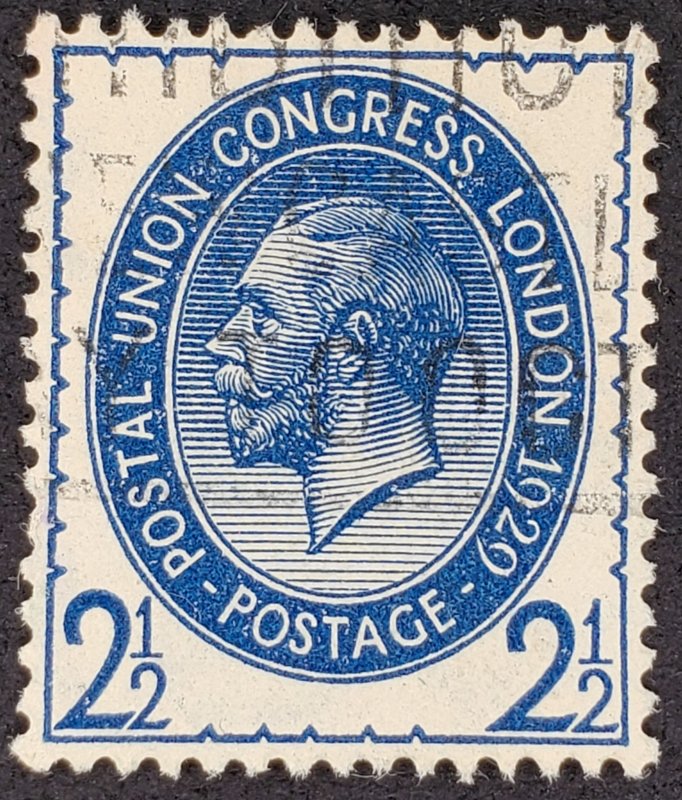 POSTAL UNION CONGRESS LONDON 1929
- POSTAGE -
2½ 2½